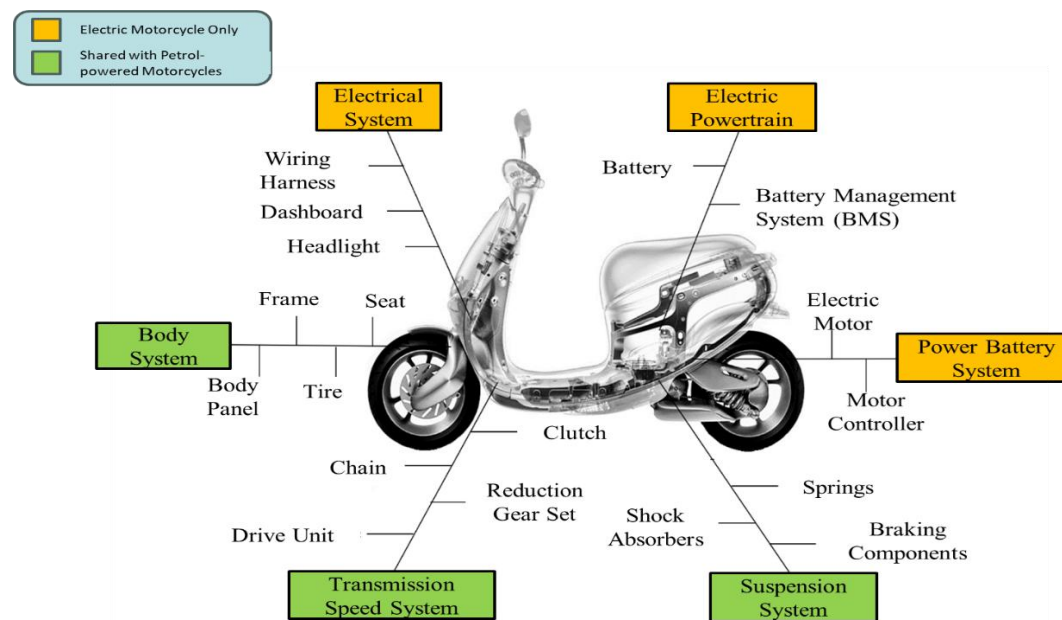 Electric Motorcycle Only
Shared with Petrol-
powered Motorcycles
Electrical
System
Electric
Powertrain
Wiring
Harness
Dashboard
Headlight
Battery
Battery Management
System (BMS)
Frame
Seat
Body
System
Body
Panel
Tire
Electric
Motor
Power Battery
System
Motor
Controller
Clutch
Chain
Reduction
Gear Set
Drive Unit
Springs
Shock
Absorbers
Braking
Components
Transmission
Speed System
Suspension
System